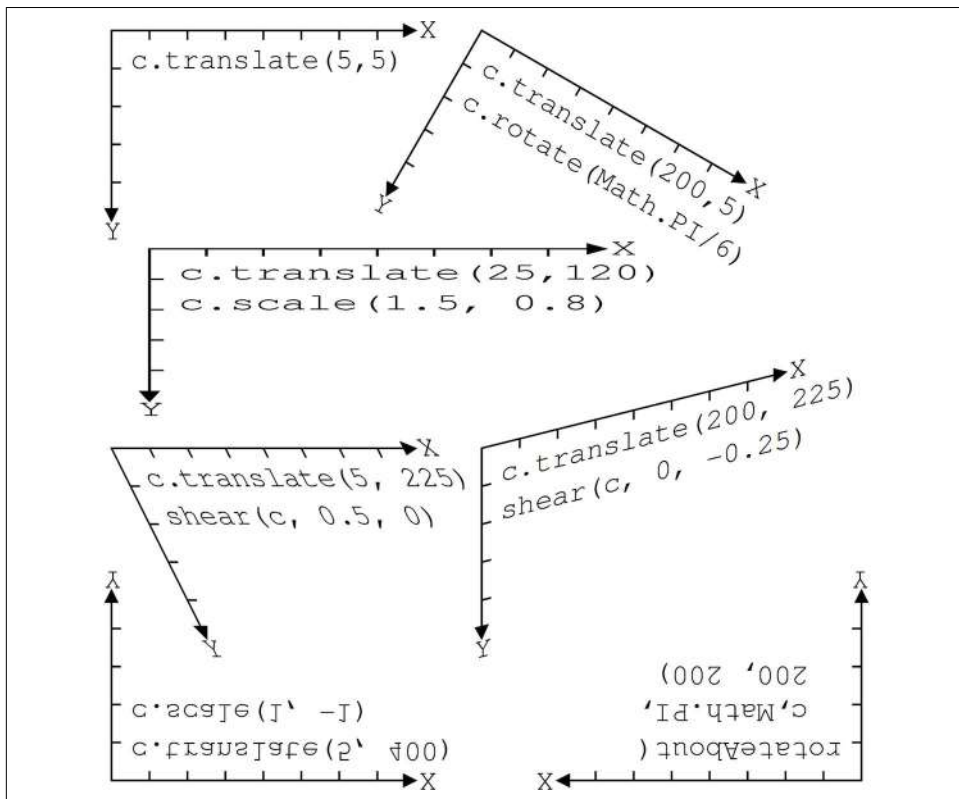 X
c.translate(5,5)
Y
c.translate(200,5)
c.rotate(Math.PI/6)
X
Y
X
c.translate(25,120)
c.scale(1.5, 0.8)
Y
X
c.translate(5, 225)
shear(c, 0.5, 0)
Y
X
c.translate(200, 225)
shear(c, 0, -0.25)
Y
Y
c.translate(5, 400)
c.scale(1, -1)
X
Y
rotateAbout(
c,Math.PI,
200, 200)
X